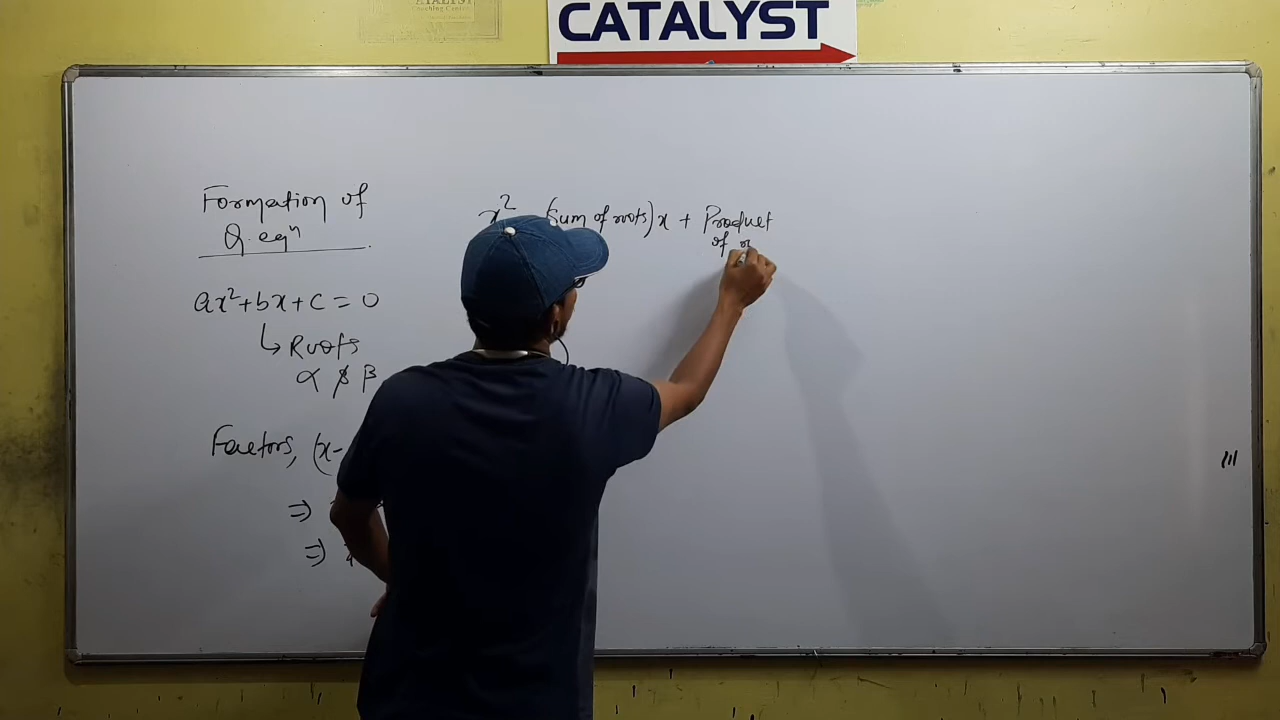 CATALYST
Formation of
Q. eqⁿ
ax²+bx+c = 0
↳ Roots
α β
Factors, (x-
⇒
⇒
x² (Sum of roots)x + Product
of r